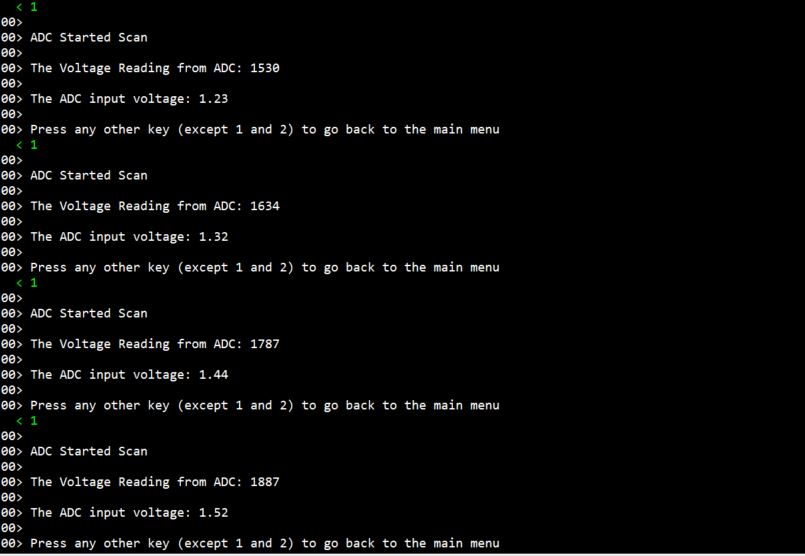 < 1
00>
00> ADC Started Scan
00>
00> The Voltage Reading from ADC: 1530
00>
00> The ADC input voltage: 1.23
00>
00> Press any other key (except 1 and 2) to go back to the main menu
< 1
00>
00> ADC Started Scan
00>
00> The Voltage Reading from ADC: 1634
00>
00> The ADC input voltage: 1.32
00>
00> Press any other key (except 1 and 2) to go back to the main menu
< 1
00>
00> ADC Started Scan
00>
00> The Voltage Reading from ADC: 1787
00>
00> The ADC input voltage: 1.44
00>
00> Press any other key (except 1 and 2) to go back to the main menu
< 1
00>
00> ADC Started Scan
00>
00> The Voltage Reading from ADC: 1887
00>
00> The ADC input voltage: 1.52
00>
00> Press any other key (except 1 and 2) to go back to the main menu